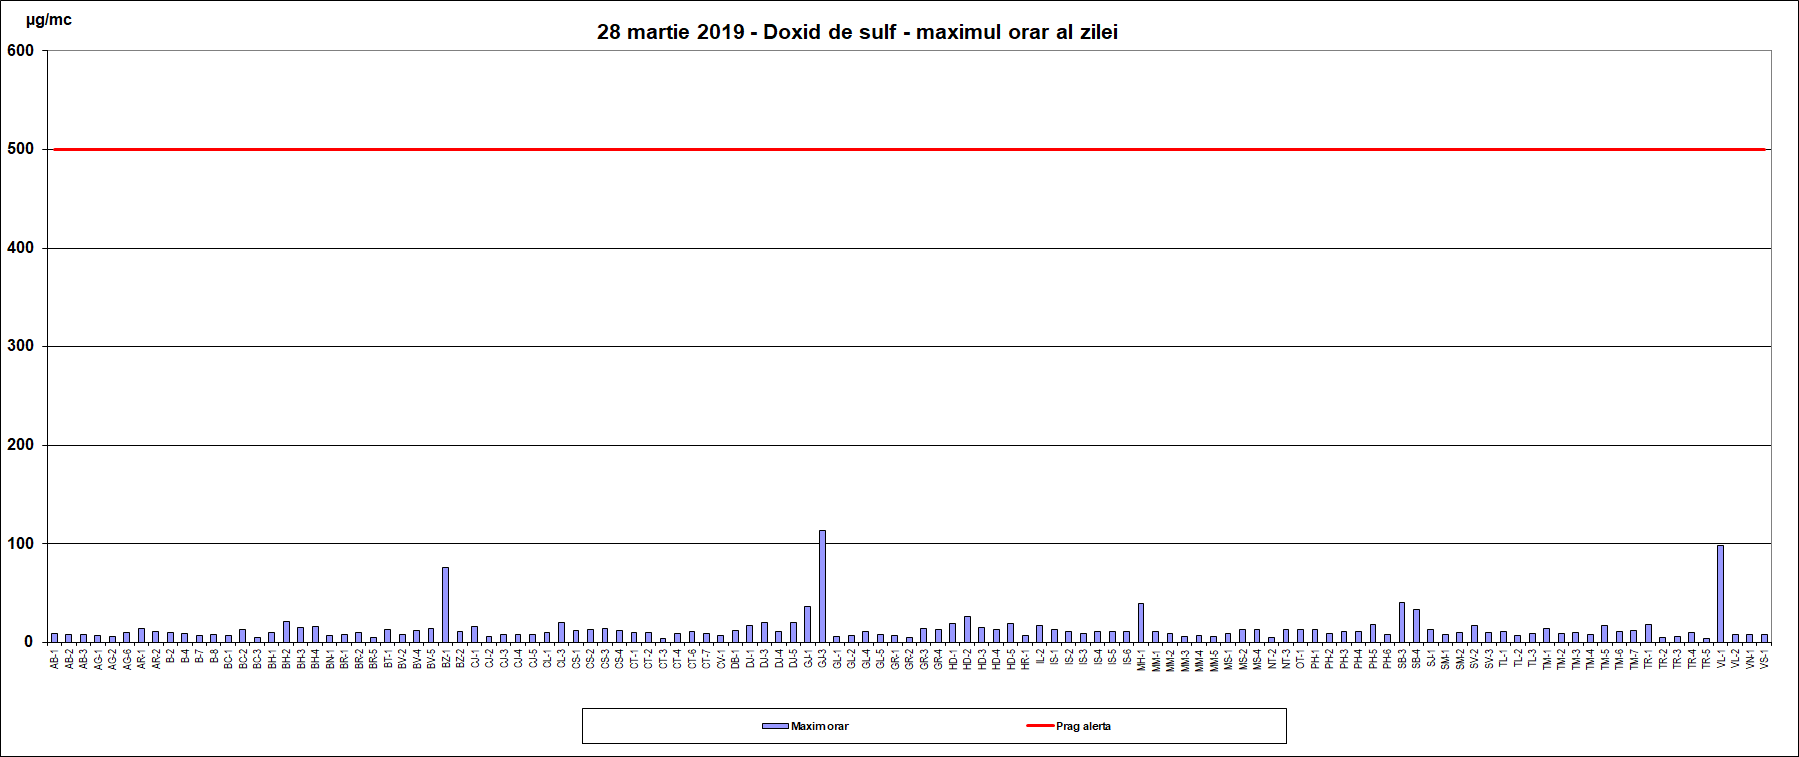 µg/mc
28 martie 2019 - Doxid de sulf - maximul orar al zilei
600
500
400
300
200
100
0
AB-1 AB-2 AB-3 AG-1 AG-2 AG-6 AR-1 AR-2 B-2 B-4 B-7 B-8 BC-1 BC-2 BC-3 BH-1 BH-2 BH-3 BH-4 BN-1 BR-1 BR-2 BR-5 BT-1 BV-2 BV-4 BV-5 BZ-1 BZ-2 CJ-1 CJ-2 CJ-3 CJ-4 CJ-5 CL-1 CL-3 CS-1 CS-2 CS-3 CS-4 CT-1 CT-2 CT-3 CT-4 CT-6 CT-7 CV-1 DB-1 DJ-1 DJ-3 DJ-4 DJ-5 GJ-1 GJ-3 GL-1 GL-2 GL-4 GL-5 GR-1 GR-2 GR-3 GR-4 HD-1 HD-2 HD-3 HD-4 HD-5 HR-1 IL-2 IS-1 IS-2 IS-3 IS-4 IS-5 IS-6 MH-1 MM-1 MM-2 MM-3 MM-4 MM-5 MS-1 MS-2 MS-4 NT-2 NT-3 OT-1 PH-1 PH-2 PH-3 PH-4 PH-5 PH-6 SB-3 SB-4 SJ-1 SM-1 SM-2 SV-2 SV-3 TL-1 TL-2 TL-3 TM-1 TM-2 TM-3 TM-4 TM-5 TM-6 TM-7 TR-1 TR-2 TR-3 TR-4 TR-5 VL-1 VL-2 VN-1 VS-1
Maxim orar
Prag alerta